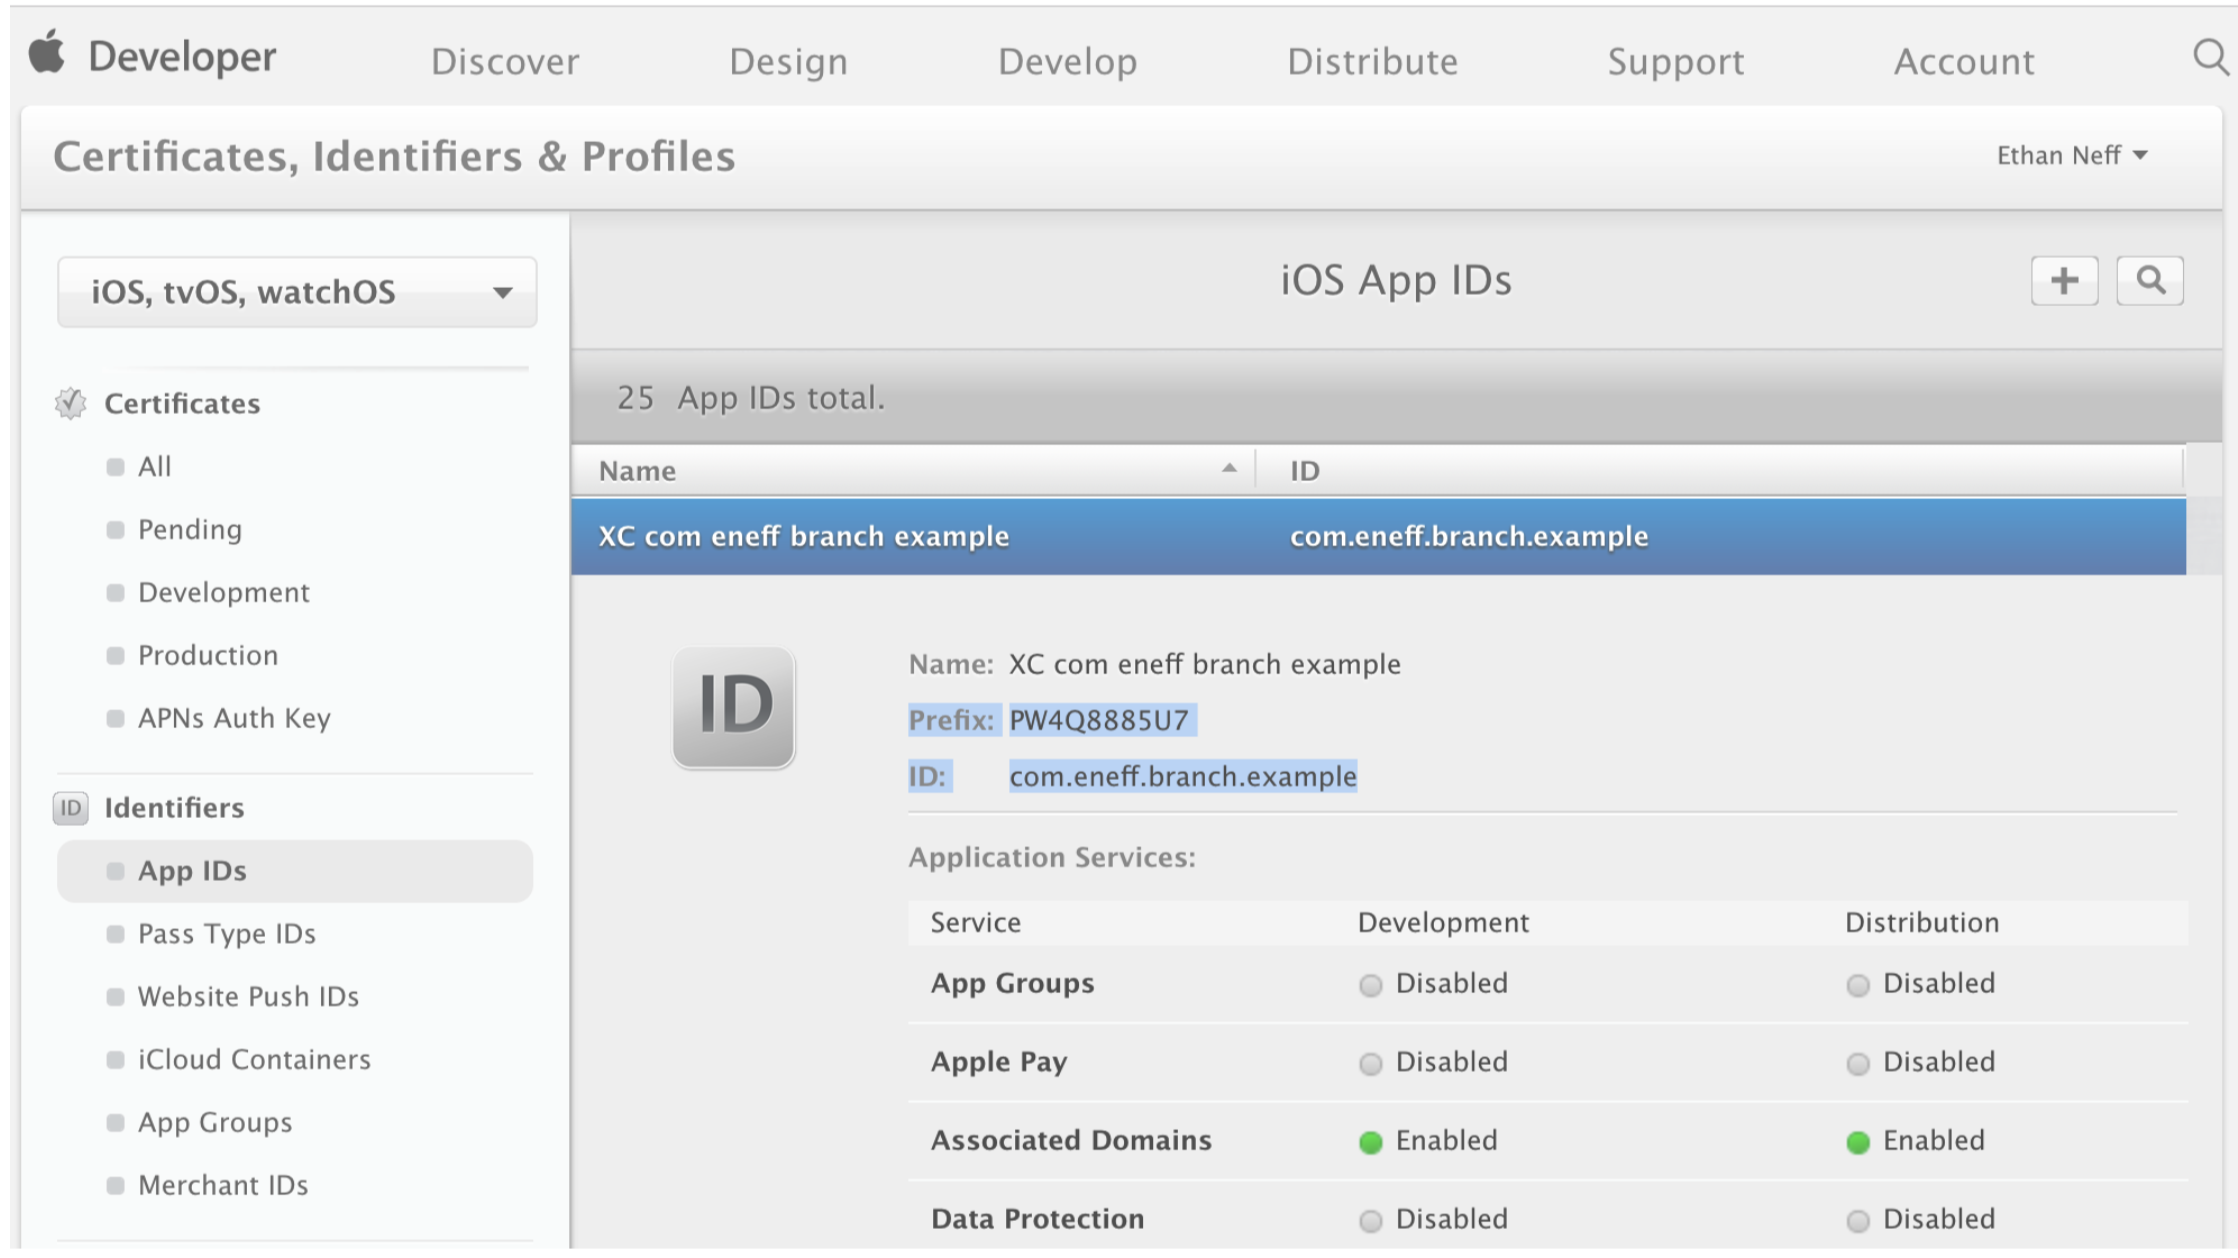 Developer Discover Design Develop Distribute Support Account
Certificates, Identifiers & Profiles
Ethan Neff
iOS, tvOS, watchOS
Certificates
All
Pending
Development
Production
APNs Auth Key
ID Identifiers
App IDs
Pass Type IDs
Website Push IDs
iCloud Containers
App Groups
Merchant IDs
iOS App IDs
25 App IDs total.
Name ID
XC com eneff branch example com.eneff.branch.example
ID
Name: XC com eneff branch example
Prefix: PW4Q8885U7
ID: com.eneff.branch.example
Application Services:
Service Development Distribution
App Groups Disabled Disabled
Apple Pay Disabled Disabled
Associated Domains Enabled Enabled
Data Protection Disabled Disabled